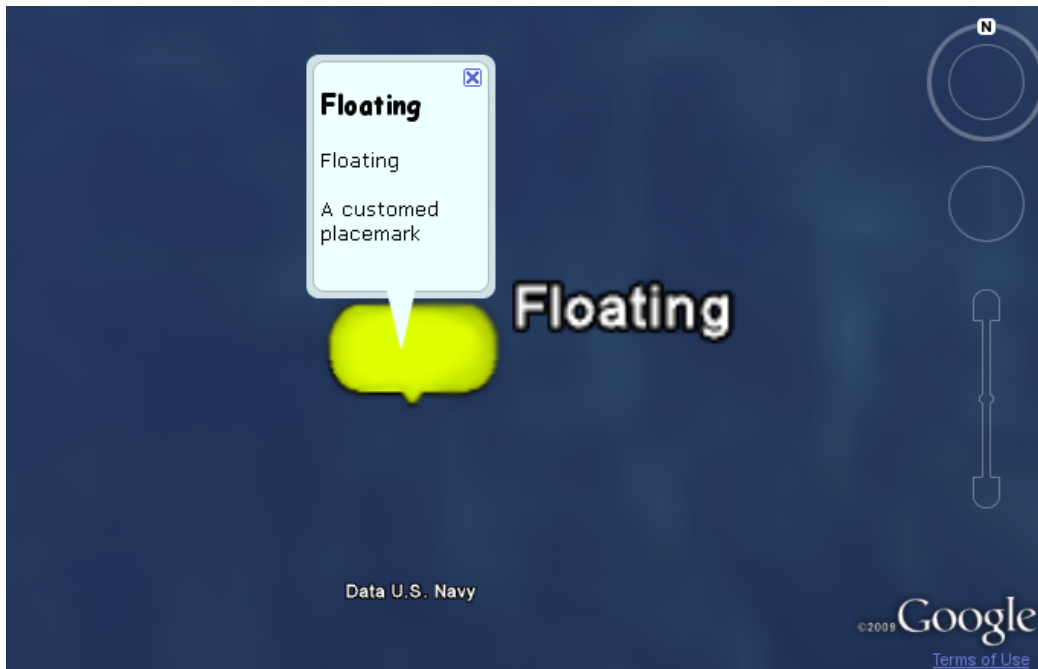 N
Floating
Floating
A customed
placemark
Floating
Data U.S. Navy
©2009 Google
Terms of Use